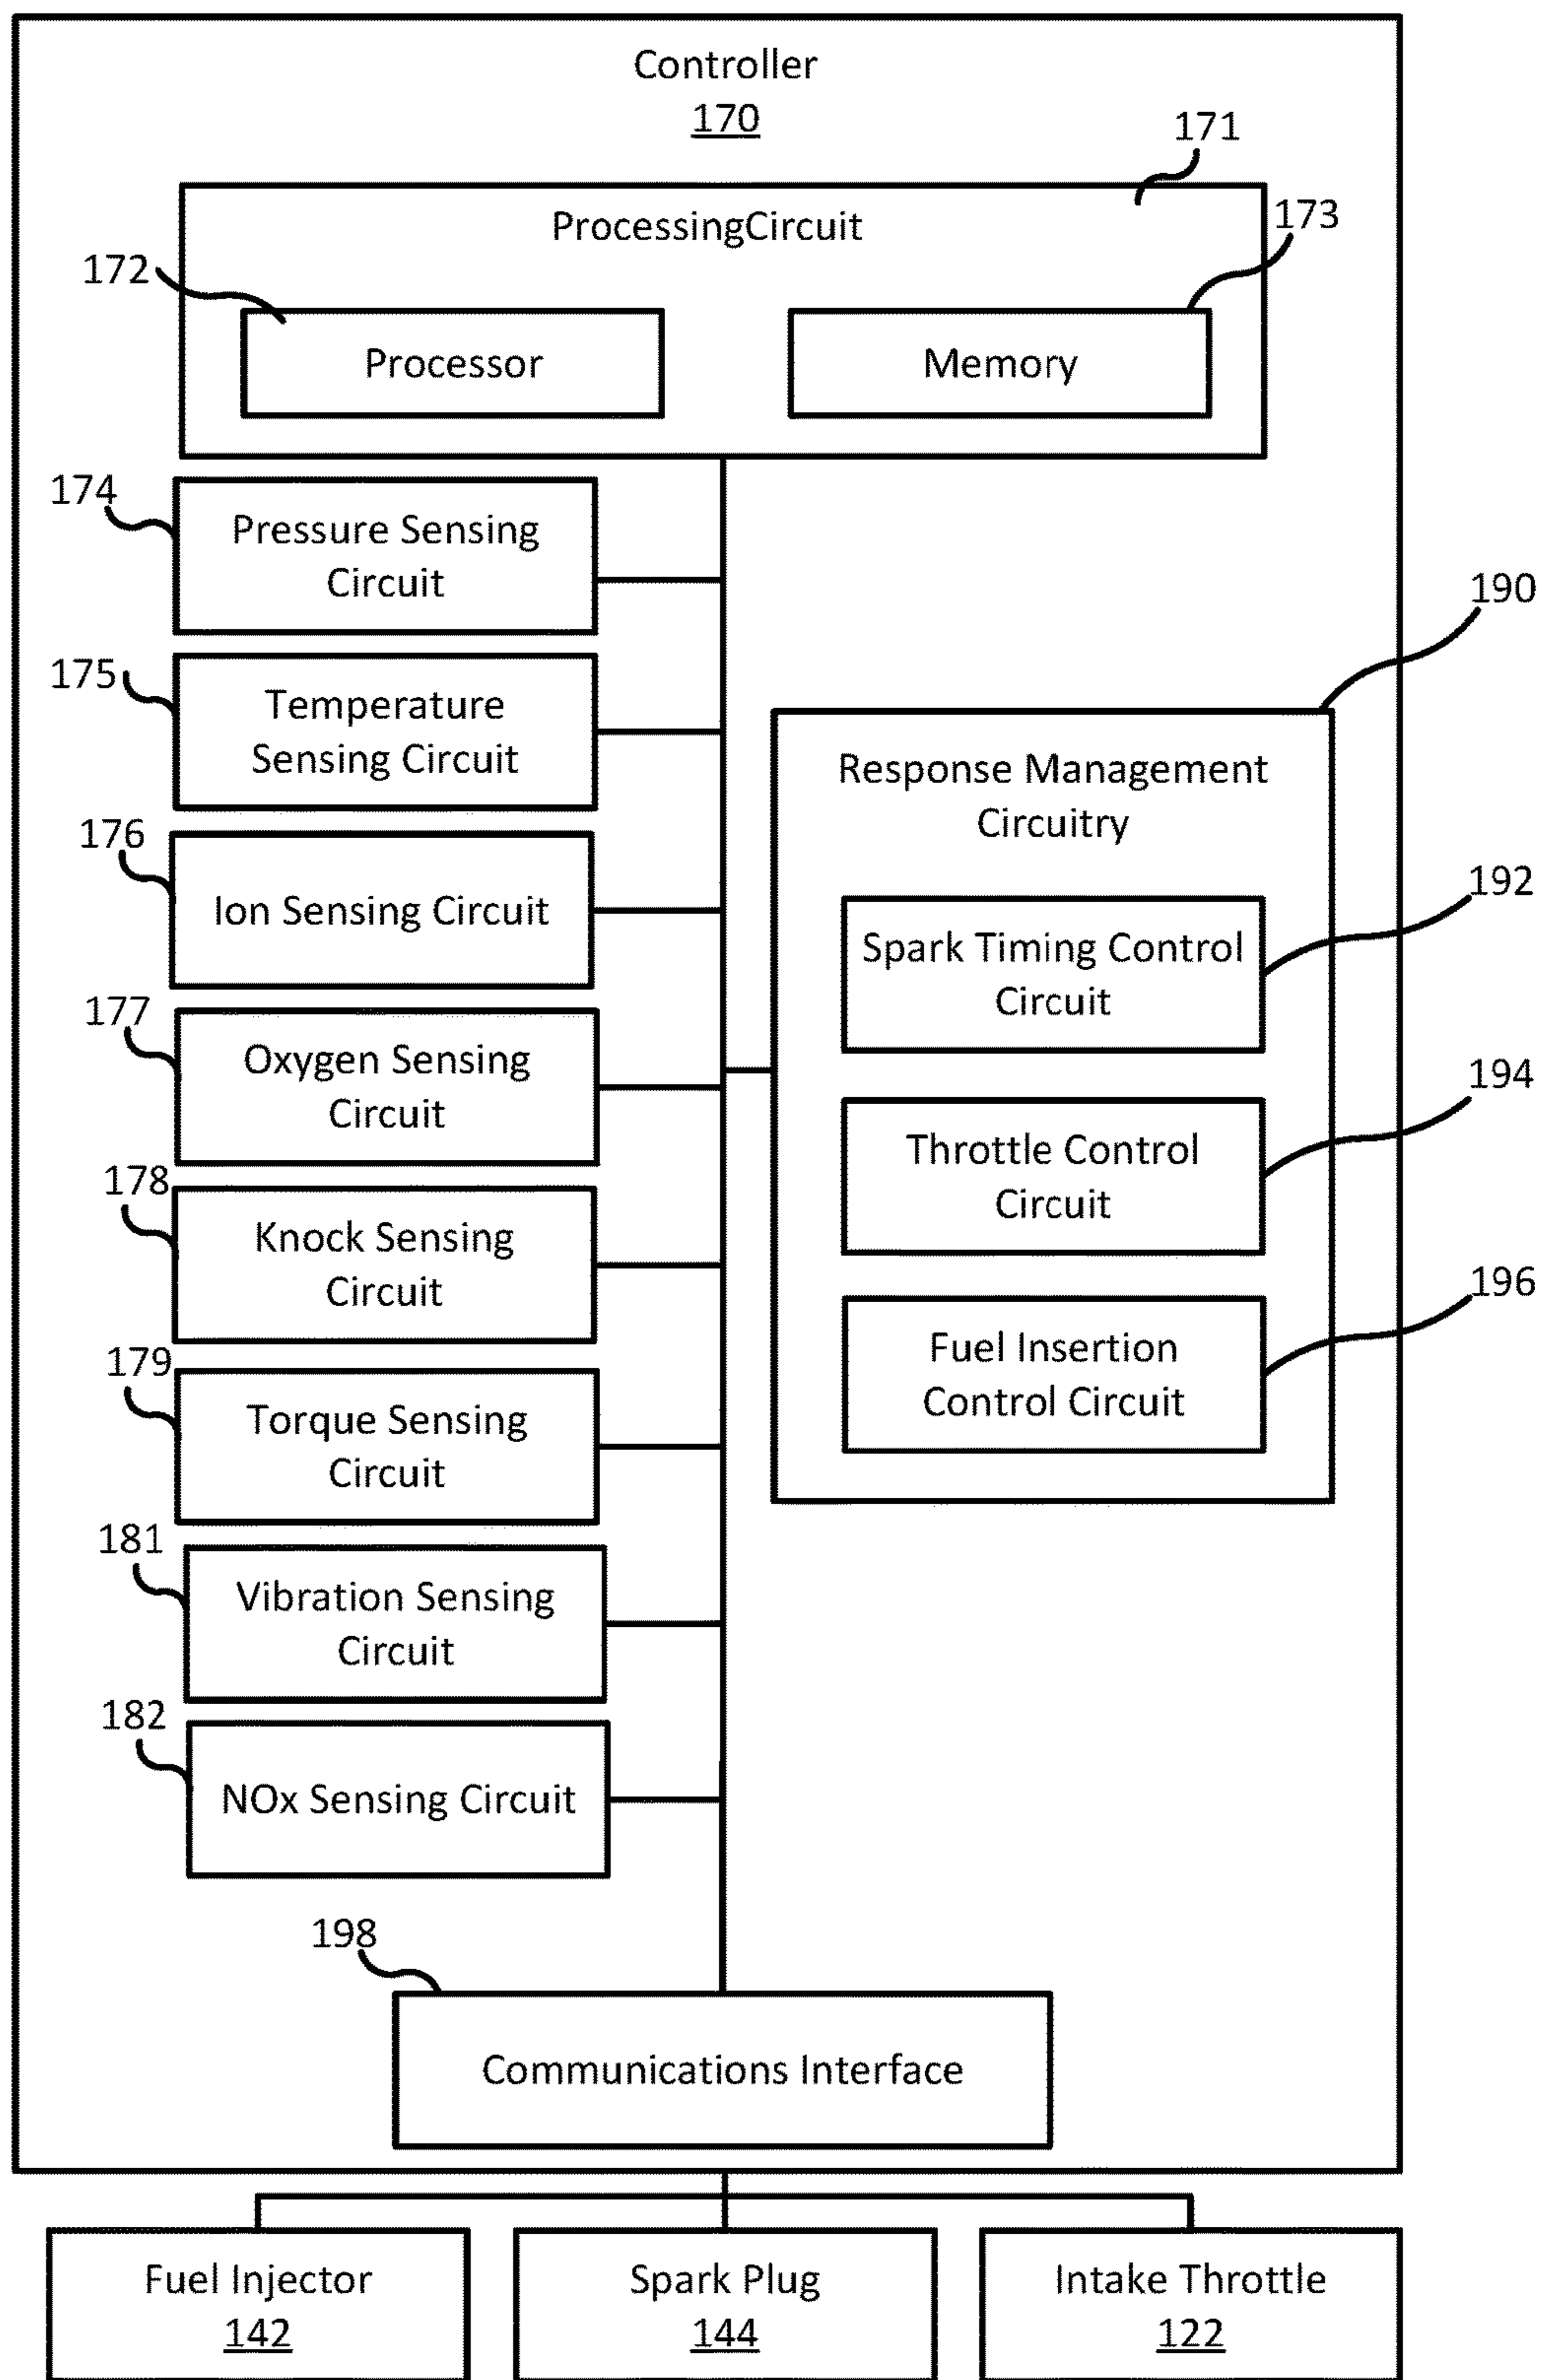 Controller
170
171
ProcessingCircuit
173
172
Processor
Memory
174
Pressure Sensing
Circuit
190
175
Temperature
Sensing Circuit
Response Management
Circuitry
176
Ion Sensing Circuit
192
Spark Timing Control
Circuit
177
Oxygen Sensing
Circuit
194
Throttle Control
Circuit
178
Knock Sensing
Circuit
196
Fuel Insertion
Control Circuit
179
Torque Sensing
Circuit
181
Vibration Sensing
Circuit
182
NOx Sensing Circuit
198
Communications Interface
Fuel Injector
142
Spark Plug
144
Intake Throttle
122